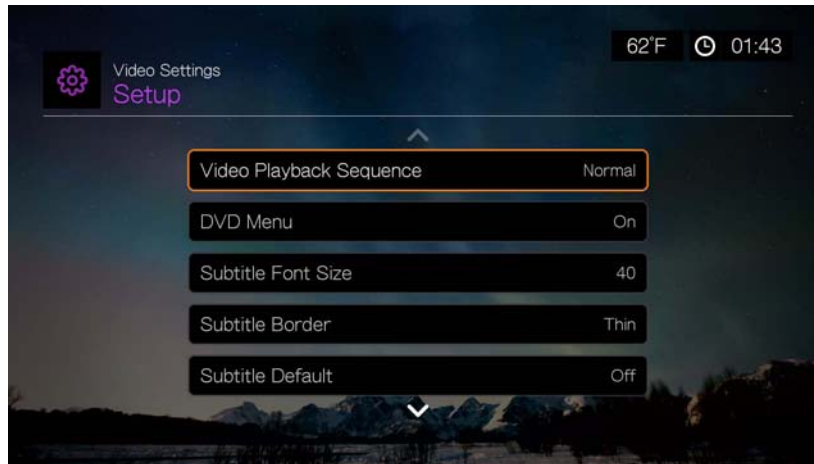 62°F 01:43
Video Settings
Setup
Video Playback Sequence Normal
DVD Menu On
Subtitle Font Size 40
Subtitle Border Thin
Subtitle Default Off